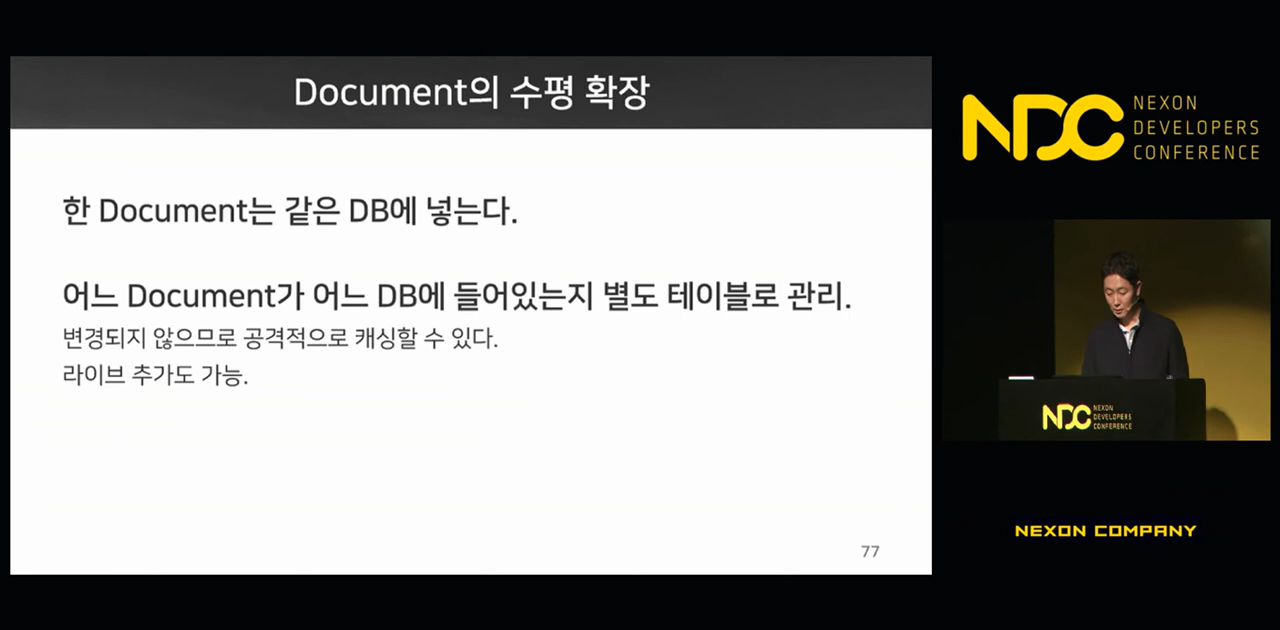 Document의 수평 확장
한 Document는 같은 DB에 넣는다.
어느 Document가 어느 DB에 들어있는지 별도 테이블로 관리.
변경되지 않으므로 공격적으로 캐싱할 수 있다.
라이브 추가도 가능.
77
NDC
NEXON
DEVELOPERS
CONFERENCE
NDC
NEXON
DEVELOPERS
CONFERENCE
NEXON COMPANY